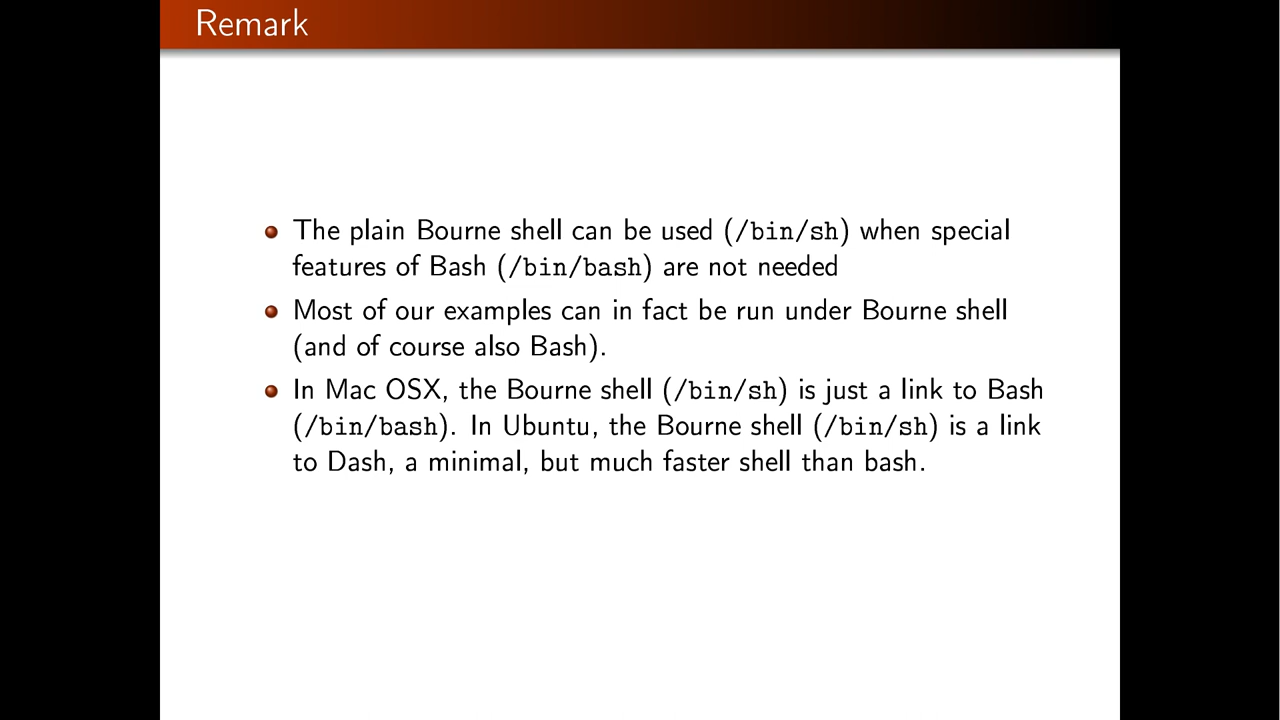 Remark
The plain Bourne shell can be used (/bin/sh) when special
features of Bash (/bin/bash) are not needed
Most of our examples can in fact be run under Bourne shell
(and of course also Bash).
In Mac OSX, the Bourne shell (/bin/sh) is just a link to Bash
(/bin/bash). In Ubuntu, the Bourne shell (/bin/sh) is a link
to Dash, a minimal, but much faster shell than bash.